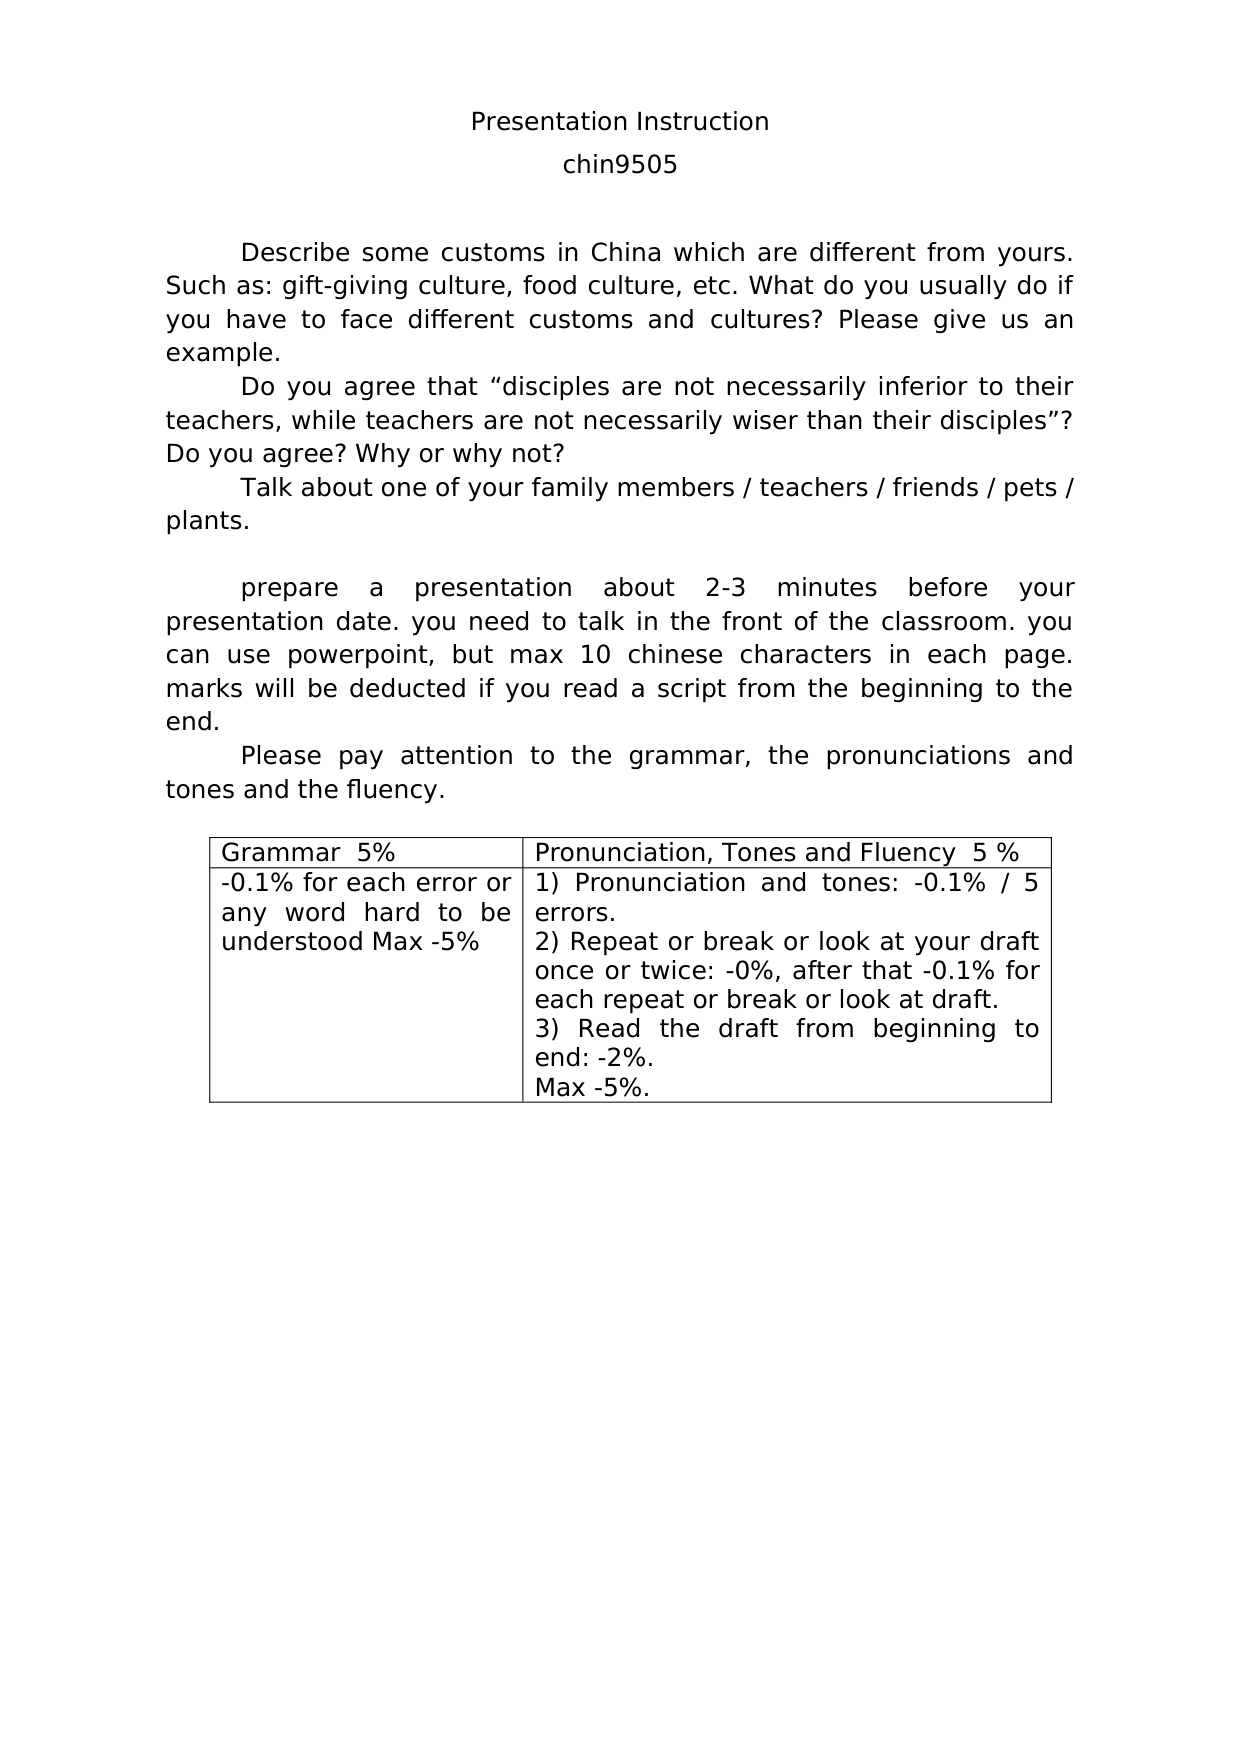 Presentation Instruction
chin9505
Describe some customs in China which are different from yours.
Such as: gift-giving culture, food culture, etc. What do you usually do if
you have to face different customs and cultures? Please give us an
example.
Do you agree that “disciples are not necessarily inferior to their
teachers, while teachers are not necessarily wiser than their disciples”?
Do you agree? Why or why not?
Talk about one of your family members / teachers / friends / pets /
plants.
prepare a presentation about 2-3 minutes before your
presentation date. you need to talk in the front of the classroom. you
can use powerpoint, but max 10 chinese characters in each page.
marks will be deducted if you read a script from the beginning to the
end.
Please pay attention to the grammar, the pronunciations and
tones and the fluency.
Grammar 5%
-0.1% for each error or
any word hard to be
understood Max -5%
Pronunciation, Tones and Fluency 5 %
1) Pronunciation and tones: -0.1% / 5
errors.
2) Repeat or break or look at your draft
once or twice: -0%, after that -0.1% for
each repeat or break or look at draft.
3) Read the draft from beginning to
end: -2%.
Max -5%.